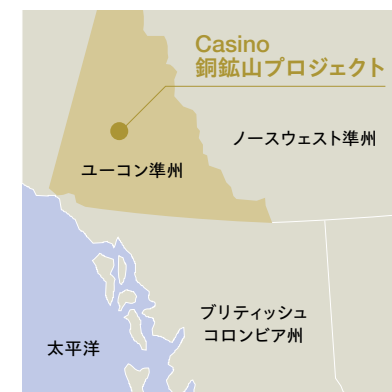 Casino
銅鉱山プロジェクト
ノースウェスト準州
ユーコン準州
ブリティッシュ
コロンビア州
太平洋